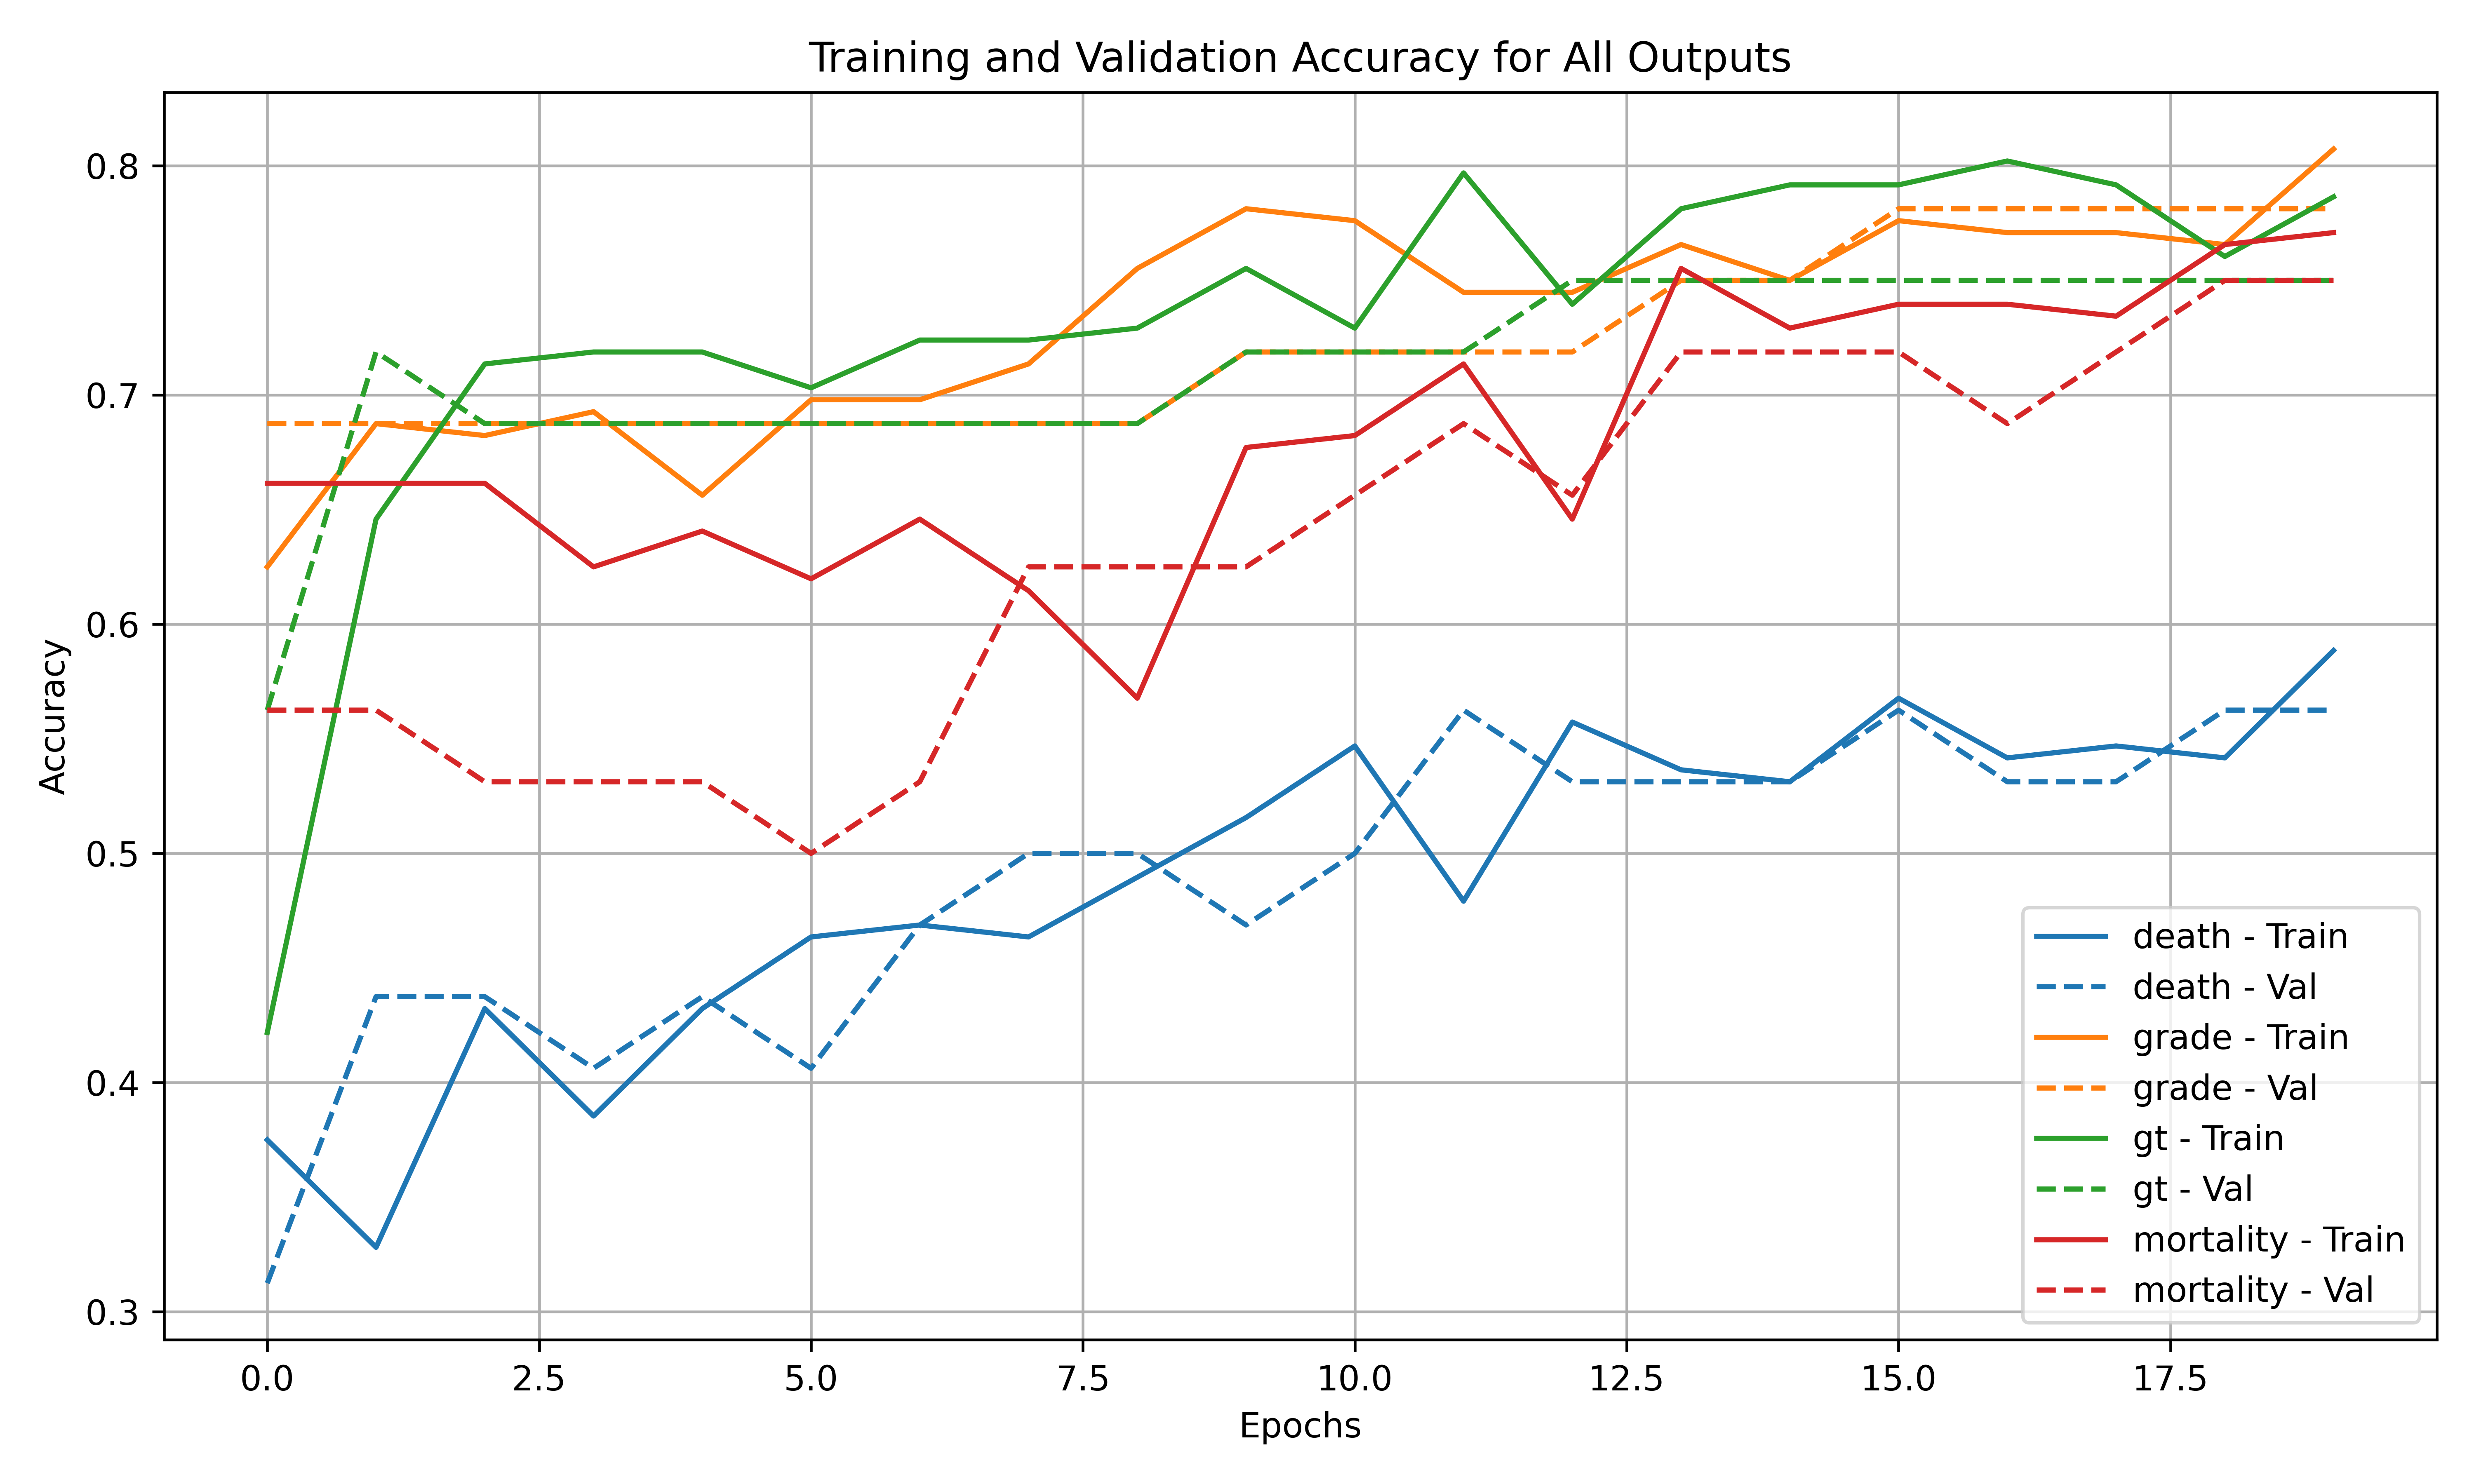 Training and Validation Accuracy for All Outputs
Accuracy
0.8
0.7
0.6
0.5
0.4
0.3
0.0 2.5 5.0 7.5 10.0 12.5 15.0 17.5
Epochs
death - Train
death - Val
grade - Train
grade - Val
gt - Train
gt - Val
mortality - Train
mortality - Val